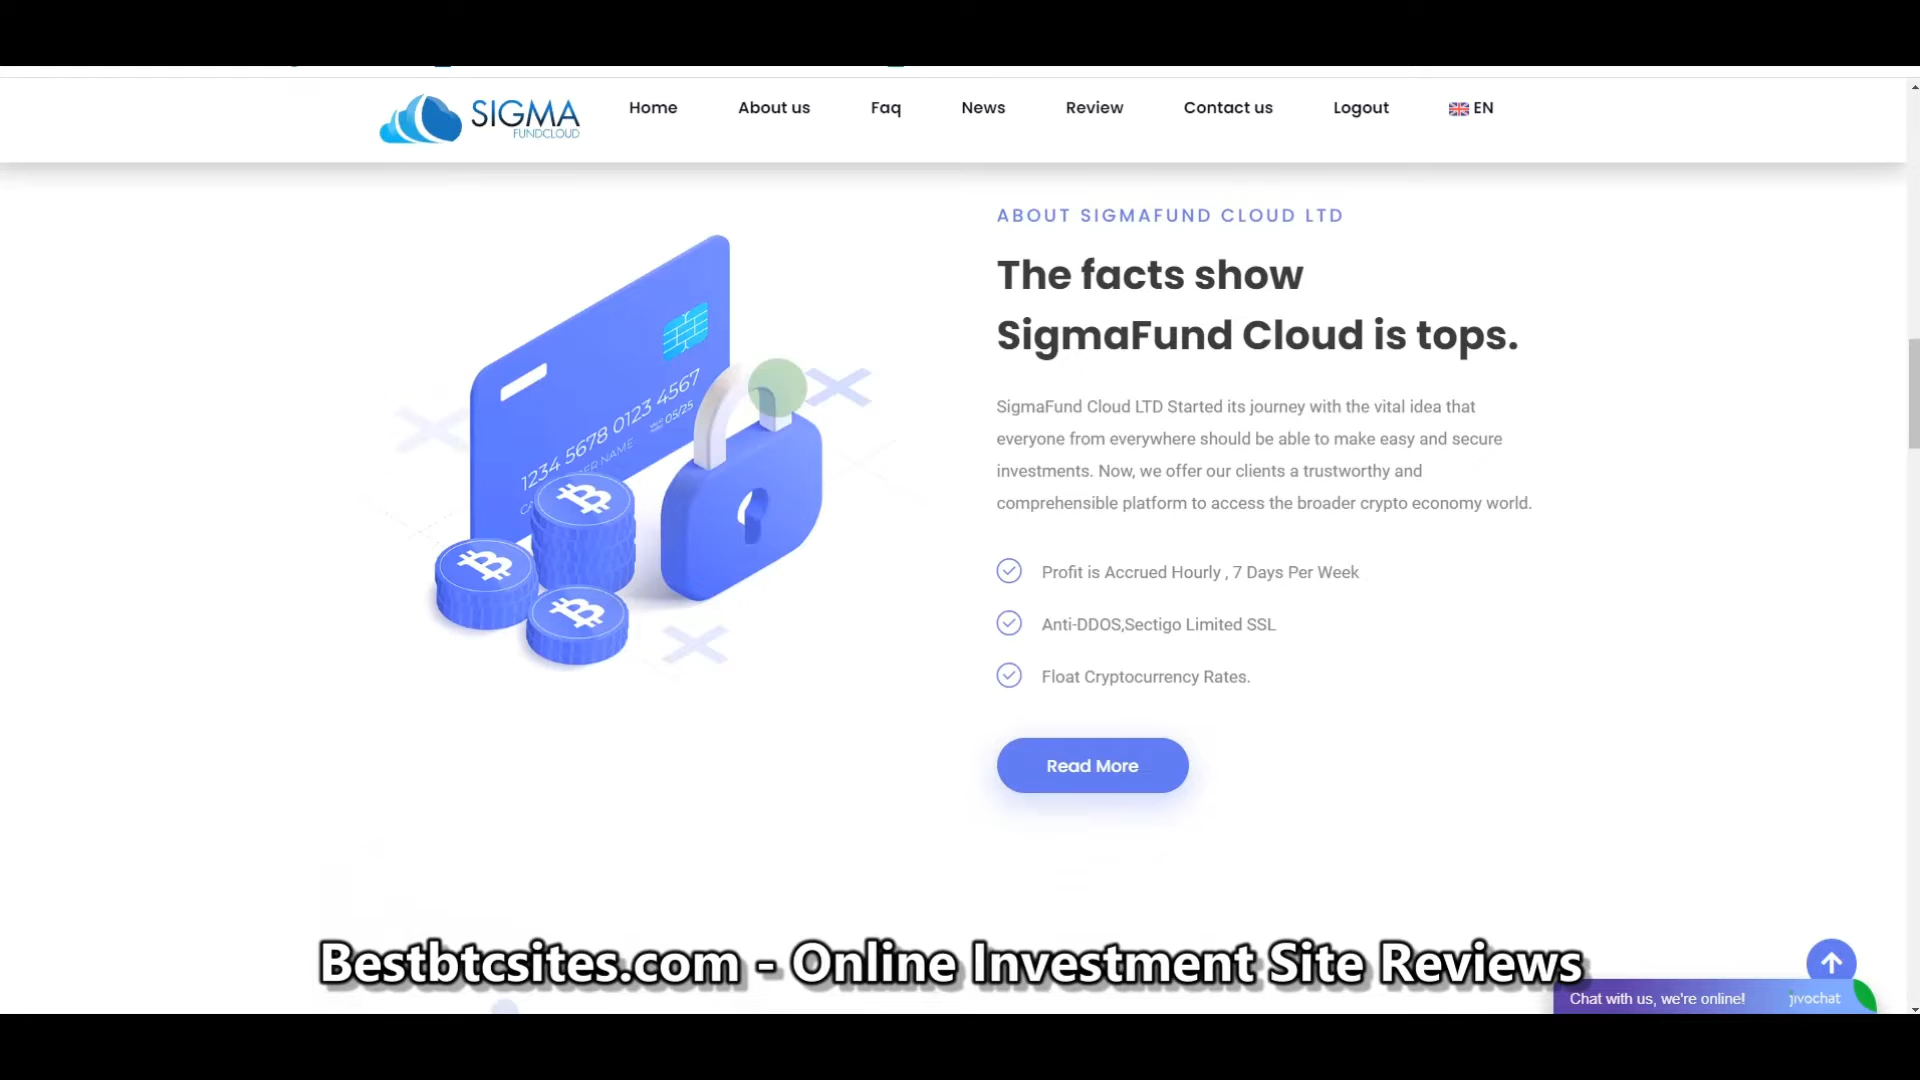 SIGMA
FUNDCLOUD
Home
About us
Faq
News
Review
Contact us
Logout
EN
ABOUT SIGMAFUND CLOUD LTD
The facts show
SigmaFund Cloud is tops.
SigmaFund Cloud LTD Started its journey with the vital idea that
everyone from everywhere should be able to make easy and secure
investments. Now, we offer our clients a trustworthy and
comprehensible platform to access the broader crypto economy world.
Profit is Accrued Hourly , 7 Days Per Week
Anti-DDOS,Sectigo Limited SSL
Float Cryptocurrency Rates.
Read More
1234 5678 0123 4567
05/25
NAME
Bestbtcsites.com - Online Investment Site Reviews
Chat with us, we're online!
jivochat